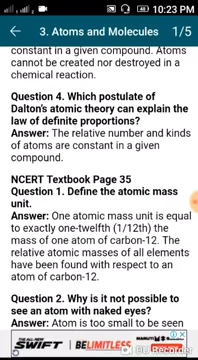 10:23 PM
3. Atoms and Molecules
1/5
constant in a given compound. Atoms
cannot be created nor destroyed in a
chemical reaction.
Question 4. Which postulate of
Dalton's atomic theory can explain the
law of definite proportions?
Answer: The relative number and kinds
of atoms are constant in a given
compound.
NCERT Textbook Page 35
Question 1. Define the atomic mass
unit.
Answer: One atomic mass unit is equal
to exactly one-twelfth (1/12th) the
mass of one atom of carbon-12. The
relative atomic masses of all elements
have been found with respect to an
atom of carbon-12.
Question 2. Why is it not possible to
see an atom with naked eyes?
Answer: Atom is too small to be seen
SWIFT
BELIMITLESS
DU Recorder